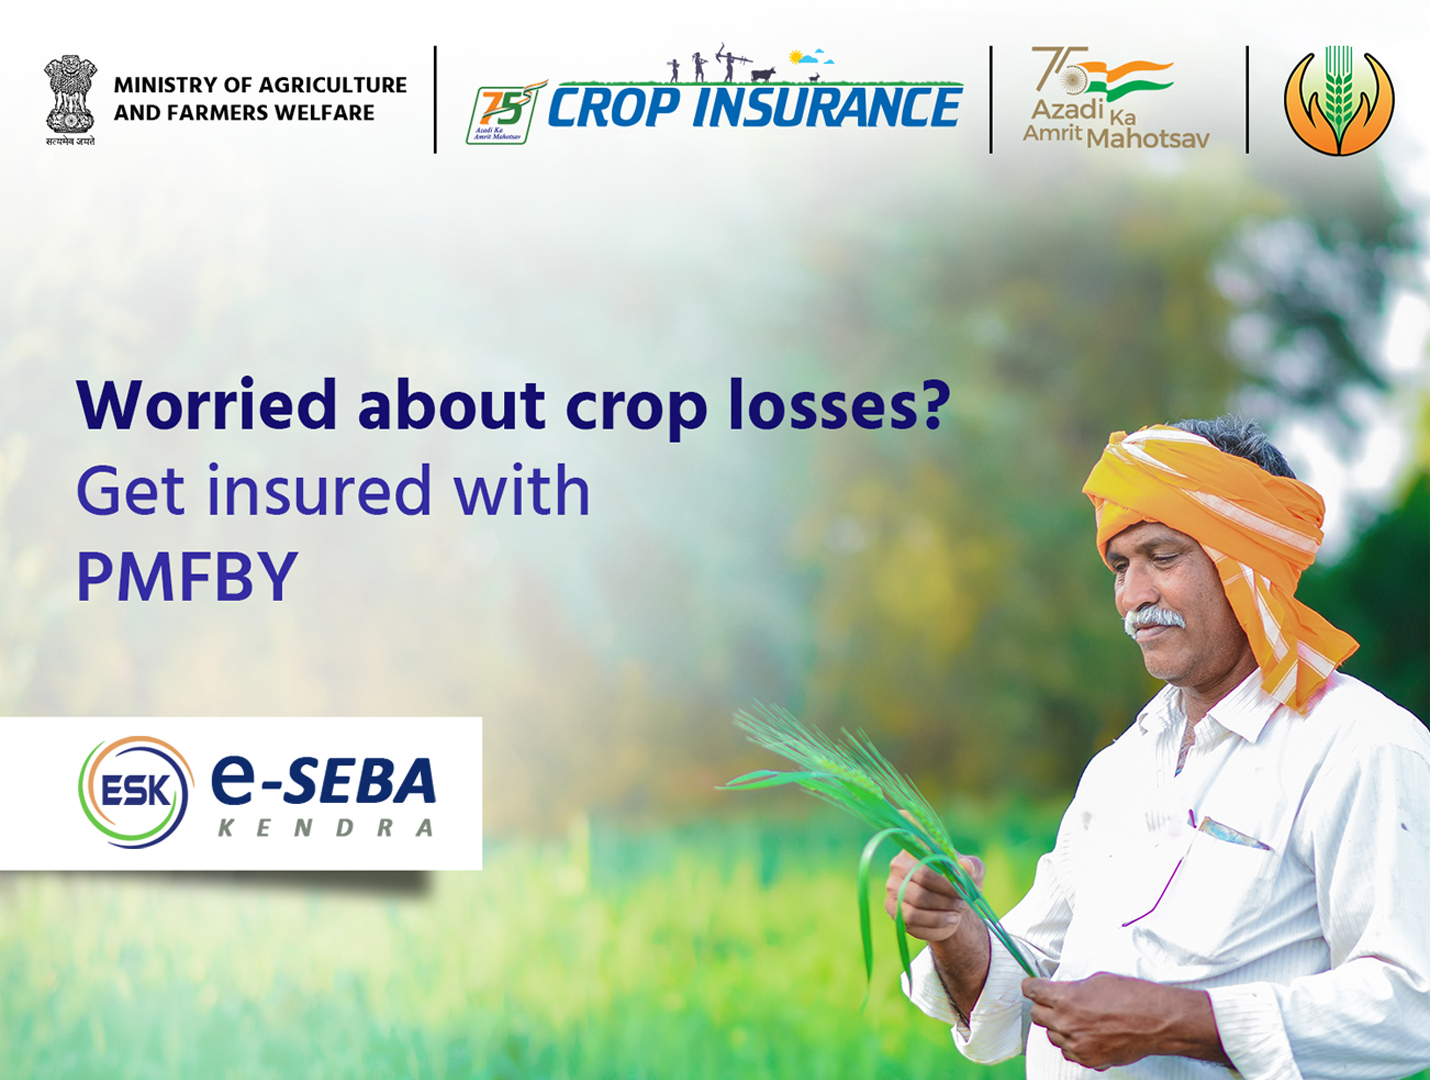 सत्यमेव जयते
MINISTRY OF AGRICULTURE
AND FARMERS WELFARE
75
Azadi Ka
Amrit Mahotsav
CROP INSURANCE
75
Azadi Ka
Amrit Mahotsav
Worried about crop losses?
Get insured with
PMFBY
ESK
e-SEBA
KENDRA